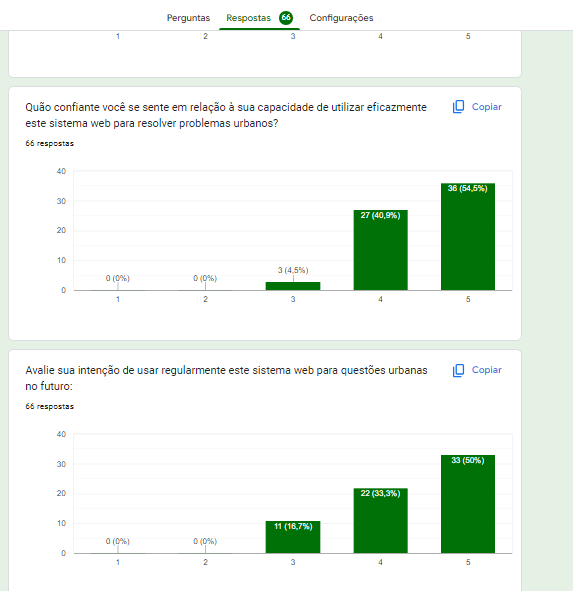 Perguntas Respostas 66 Configurações
1 2 3 4 5
Quão confiante você se sente em relação à sua capacidade de utilizar eficazmente Copiar
este sistema web para resolver problemas urbanos?
66 respostas
40
30
20
10
0
0 (0%) 0 (0%) 3 (4,5%) 27 (40,9%) 36 (54,5%)
1 2 3 4 5
Avalie sua intenção de usar regularmente este sistema web para questões urbanas Copiar
no futuro:
66 respostas
40
30
20
10
0
0 (0%) 0 (0%) 11 (16,7%) 22 (33,3%) 33 (50%)
1 2 3 4 5